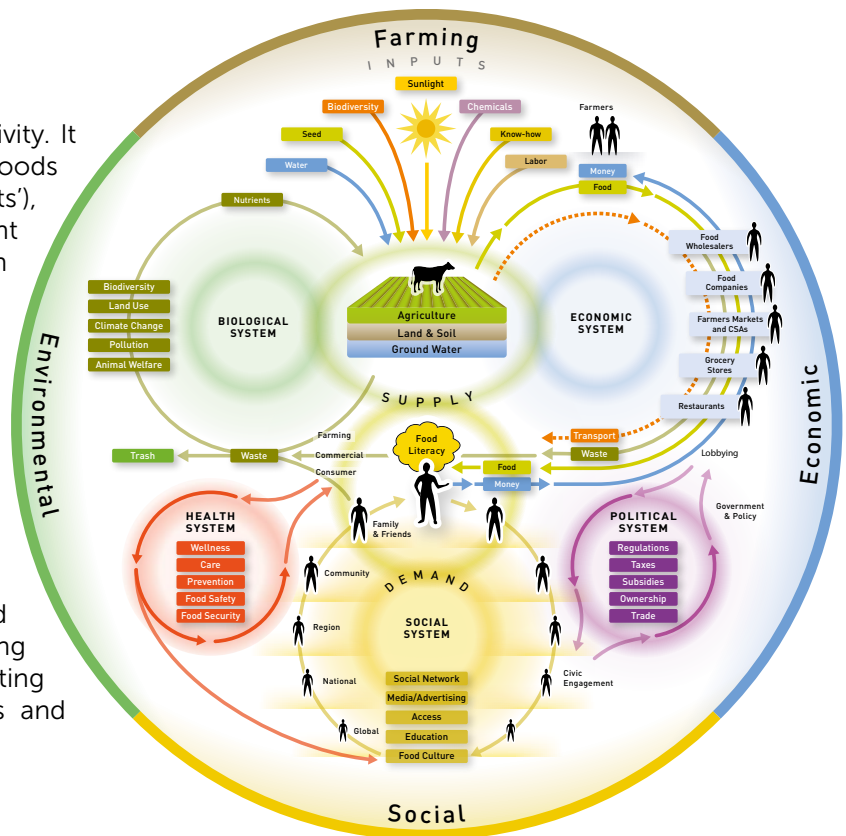 Farming
INPUTS
Sunlight
Biodiversity
Chemicals
Farmers
Seed
Know-how
Water
Labor
Money
Food
Nutrients
Food
Wholesalers
Food
Companies
Farmers Markets
and CSAs
Grocery
Stores
Restaurants
Biodiversity
Land Use
Climate Change
Pollution
Animal Welfare
BIOLOGICAL
SYSTEM
Agriculture
Land & Soil
Ground Water
ECONOMIC
SYSTEM
Environmental
Economic
SUPPLY
Farming
Commercial
Consumer
Trash
Waste
Food
Literacy
Transport
Waste
Food
Money
Lobbying
Government
& Policy
HEALTH
SYSTEM
Wellness
Care
Prevention
Food Safety
Food Security
Family
& Friends
Community
Region
National
Global
DEMAND
SOCIAL
SYSTEM
Social Network
Media/Advertising
Access
Education
Food Culture
POLITICAL
SYSTEM
Regulations
Taxes
Subsidies
Ownership
Trade
Civic
Engagement
Social
ivity. It
oods
ts’),
nt
n
d
ng
ting
s and